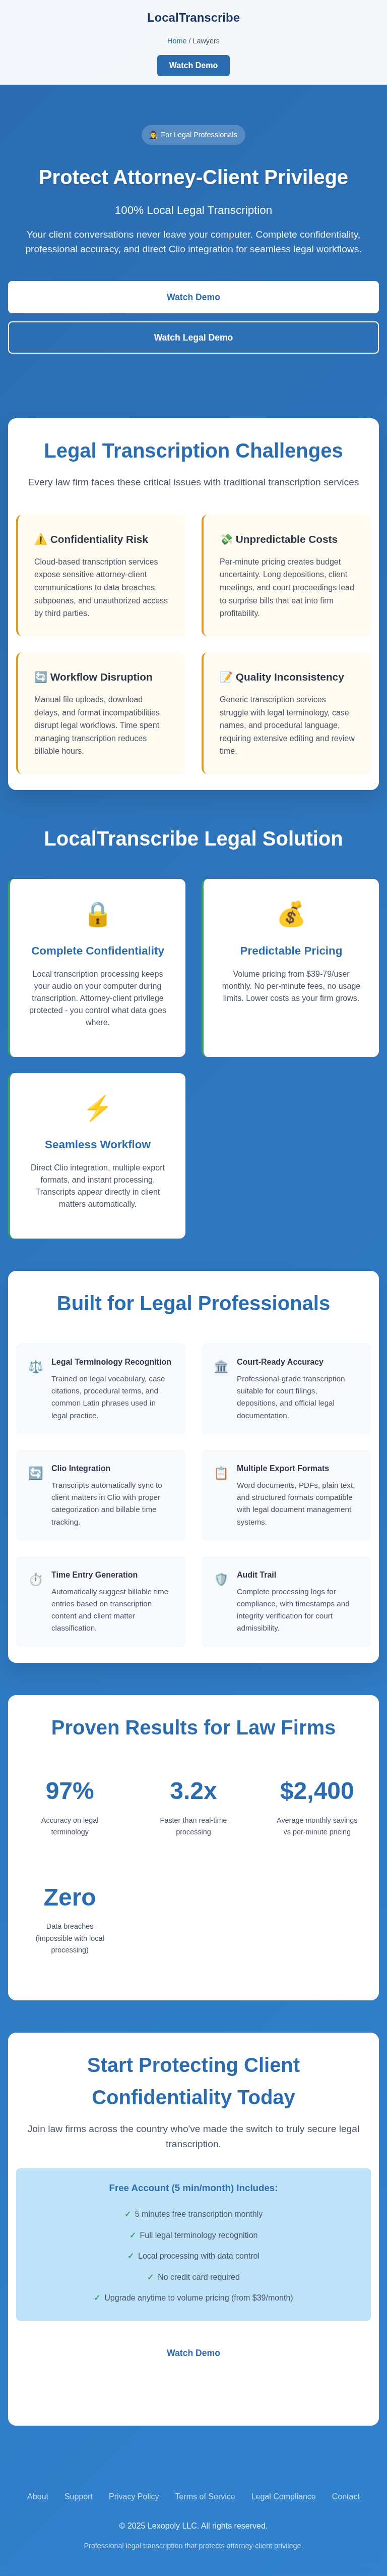 LocalTranscribe
Home / Lawyers
Watch Demo
👩‍⚖️ For Legal Professionals
Protect Attorney-Client Privilege
100% Local Legal Transcription
Your client conversations never leave your computer. Complete confidentiality,
professional accuracy, and direct Clio integration for seamless legal workflows.
Watch Demo
Watch Legal Demo
Legal Transcription Challenges
Every law firm faces these critical issues with traditional transcription services
⚠️ Confidentiality Risk
Cloud-based transcription services
expose sensitive attorney-client
communications to data breaches,
subpoenas, and unauthorized access
by third parties.
💸 Unpredictable Costs
Per-minute pricing creates budget
uncertainty. Long depositions, client
meetings, and court proceedings lead
to surprise bills that eat into firm
profitability.
🔄 Workflow Disruption
Manual file uploads, download
delays, and format incompatibilities
disrupt legal workflows. Time spent
managing transcription reduces
billable hours.
📝 Quality Inconsistency
Generic transcription services
struggle with legal terminology, case
names, and procedural language,
requiring extensive editing and review
time.
LocalTranscribe Legal Solution
Complete Confidentiality
Local transcription processing keeps
your audio on your computer during
transcription. Attorney-client privilege
protected - you control what data goes
where.
Predictable Pricing
Volume pricing from $39-79/user
monthly. No per-minute fees, no usage
limits. Lower costs as your firm grows.
Seamless Workflow
Direct Clio integration, multiple export
formats, and instant processing.
Transcripts appear directly in client
matters automatically.
Built for Legal Professionals
Legal Terminology Recognition
Trained on legal vocabulary, case
citations, procedural terms, and
common Latin phrases used in
legal practice.
Court-Ready Accuracy
Professional-grade transcription
suitable for court filings,
depositions, and official legal
documentation.
Clio Integration
Transcripts automatically sync to
client matters in Clio with proper
categorization and billable time
tracking.
Multiple Export Formats
Word documents, PDFs, plain text,
and structured formats compatible
with legal document management
systems.
Time Entry Generation
Automatically suggest billable time
entries based on transcription
content and client matter
classification.
Audit Trail
Complete processing logs for
compliance, with timestamps and
integrity verification for court
admissibility.
Proven Results for Law Firms
97%
Accuracy on legal
terminology
3.2x
Faster than real-time
processing
$2,400
Average monthly savings
vs per-minute pricing
Zero
Data breaches
(impossible with local
processing)
Start Protecting Client
Confidentiality Today
Join law firms across the country who've made the switch to truly secure legal
transcription.
Free Account (5 min/month) Includes:
✓ 5 minutes free transcription monthly
✓ Full legal terminology recognition
✓ Local processing with data control
✓ No credit card required
✓ Upgrade anytime to volume pricing (from $39/month)
Watch Demo
About Support Privacy Policy Terms of Service Legal Compliance Contact
© 2025 Lexopoly LLC. All rights reserved.
Professional legal transcription that protects attorney-client privilege.